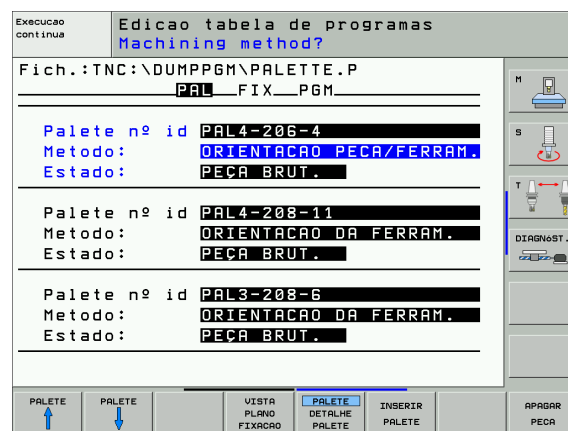 Execucao
continua
Edicao tabela de programas
Machining method?
Fich.:TNC:\DUMPPGM\PALETTE.P
PAL FIX PGM
Palete nº id PAL4-206-4
Metodo: ORIENTACAO PECA/FERRAM.
Estado: PEÇA BRUT.
Palete nº id PAL4-208-11
Metodo: ORIENTACAO DA FERRAM.
Estado: PEÇA BRUT.
Palete nº id PAL3-208-6
Metodo: ORIENTACAO DA FERRAM.
Estado: PEÇA BRUT.
M
S
T
DIAGNóST.
PALETE
PALETE
VISTA
PLANO
FIXACAO
PALETE
DETALHE
PALETE
INSERIR
PALETE
APAGAR
PECA